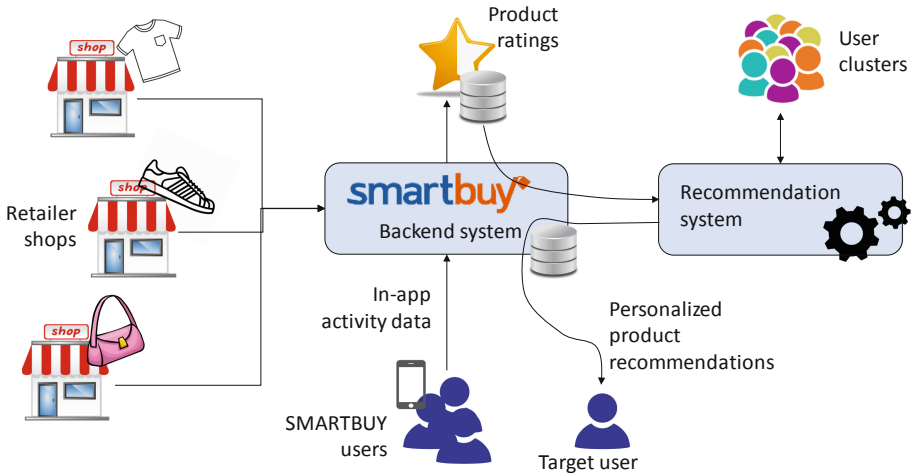 shop
Product
ratings
User
clusters
shop
Retailer
shops
smartbuy
Backend system
Recommendation
system
In-app
activity data
Personalized
product
recommendations
shop
SMARTBUY
users
Target user